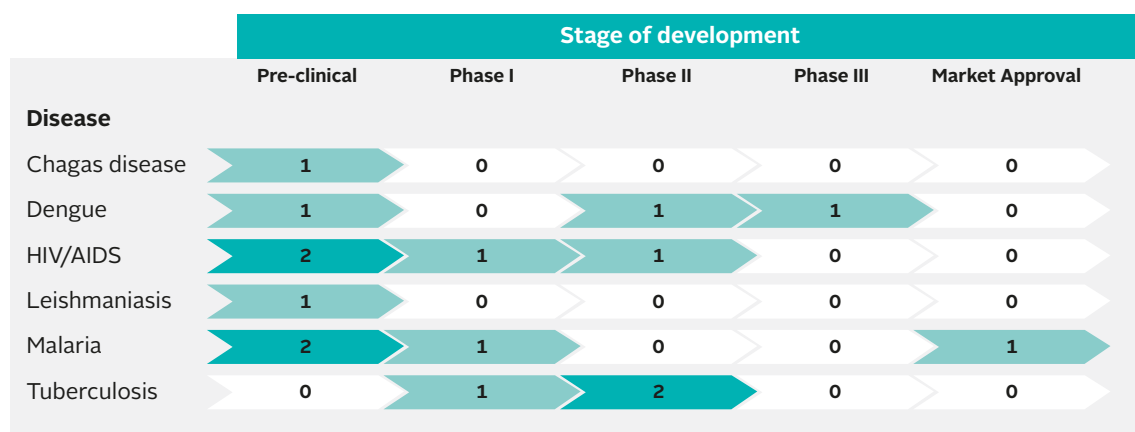 Stage of development
Pre-clinical Phase I Phase II Phase III Market Approval
Disease
Chagas disease 1 0 0 0 0
Dengue 1 0 1 1 0
HIV/AIDS 2 1 1 0 0
Leishmaniasis 1 0 0 0 0
Malaria 2 1 0 0 1
Tuberculosis 0 1 2 0 0